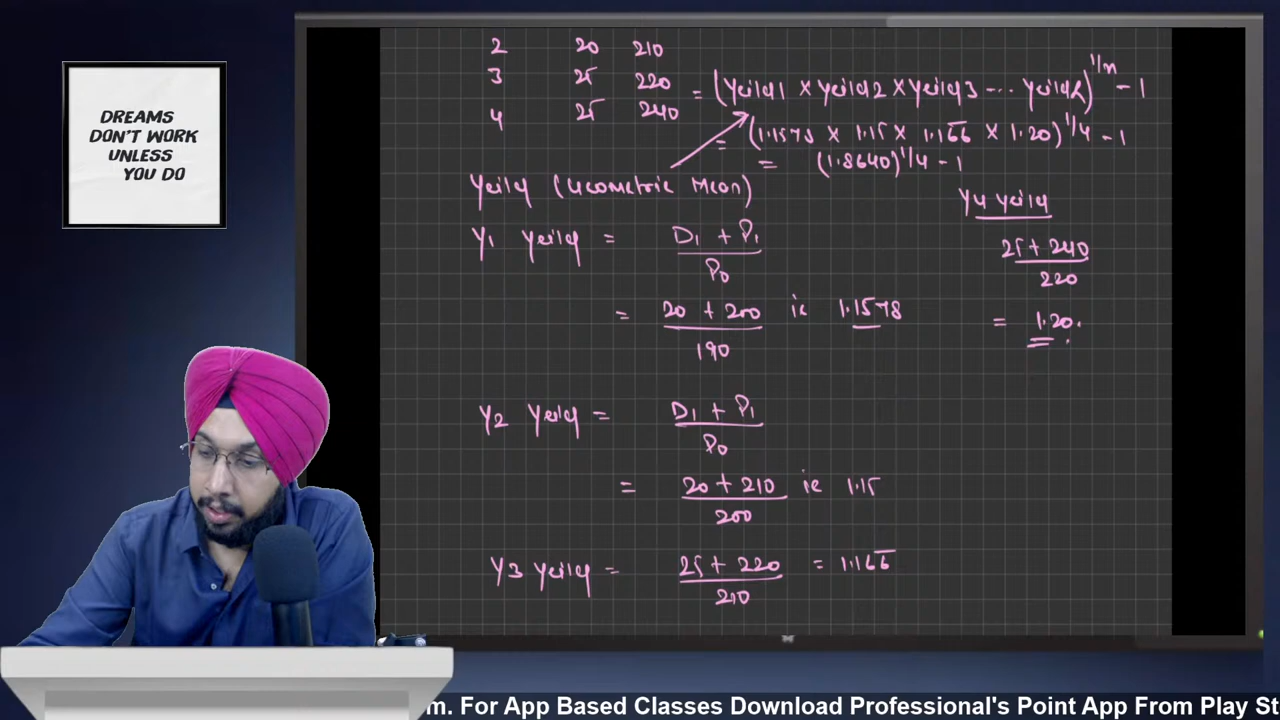 DREAMS
DON'T WORK
UNLESS
YOU DO
2 20 210
3 25 220
4 25 240
= (Yeild1 x Yeild2 x Yeild3 ... Yeild n)^1/n - 1
= (1.1578 x 1.15 x 1.166 x 1.20)^1/4 - 1
= (1.8640)^1/4 - 1
Yeild (Geometric Mean)
Y1 Yeild = D1 + P1
P0
= 20 + 200 ie 1.1578
190
Y2 Yeild = D1 + P1
P0
= 20 + 210 ie 1.15
200
Y3 Yeild = 25 + 220 = 1.166
210
Y4 Yeild
25 + 240
220
= 1.20.
m. For App Based Classes Download Professional's Point App From Play St